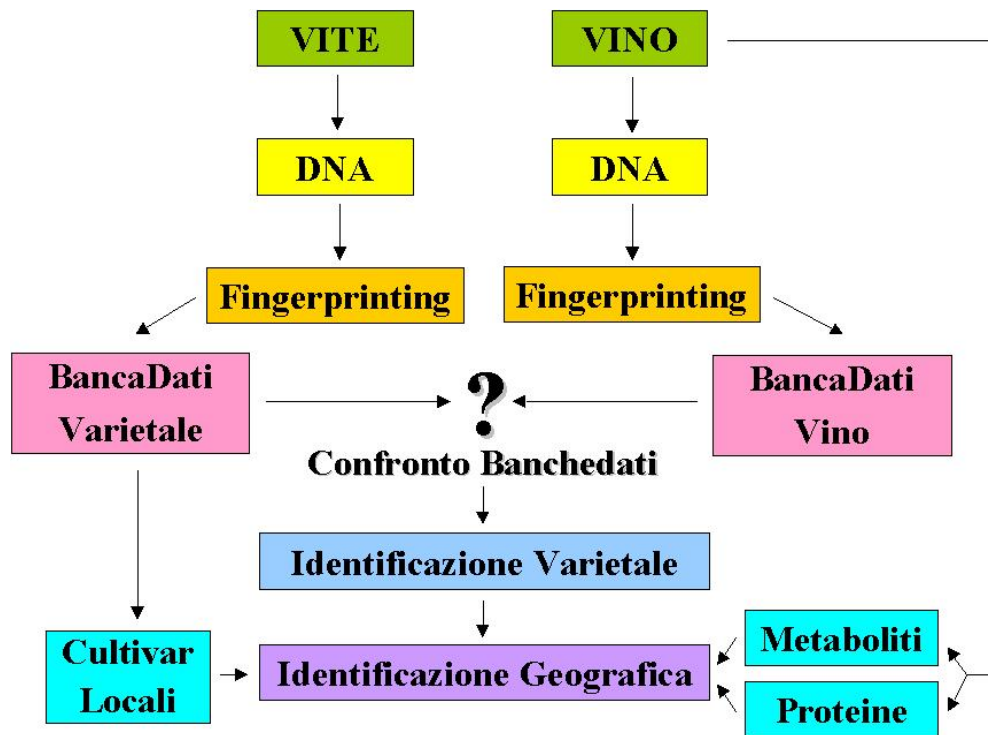 VITE
VINO
DNA
DNA
Fingerprinting
Fingerprinting
BancaDati
Varietale
?
BancaDati
Vino
Confronto Banchedati
Identificazione Varietale
Cultivar
Locali
Identificazione Geografica
Metaboliti
Proteine